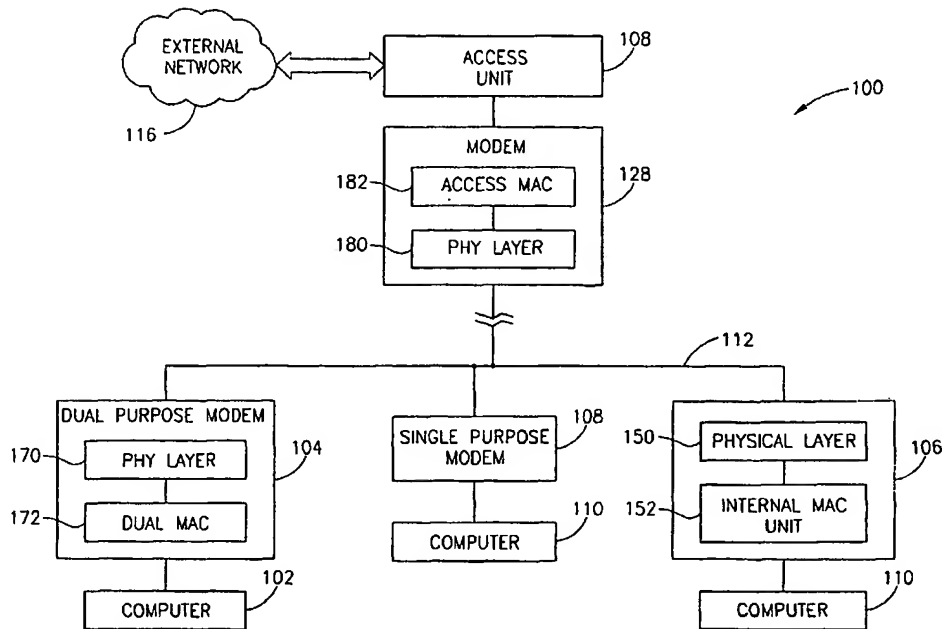 EXTERNAL
NETWORK
116
ACCESS
UNIT
108
100
MODEM
182
ACCESS MAC
128
180
PHY LAYER
112
DUAL PURPOSE MODEM
170
PHY LAYER
104
172
DUAL MAC
COMPUTER
102
SINGLE PURPOSE
MODEM
108
110
COMPUTER
150
PHYSICAL LAYER
106
152
INTERNAL MAC
UNIT
COMPUTER
110